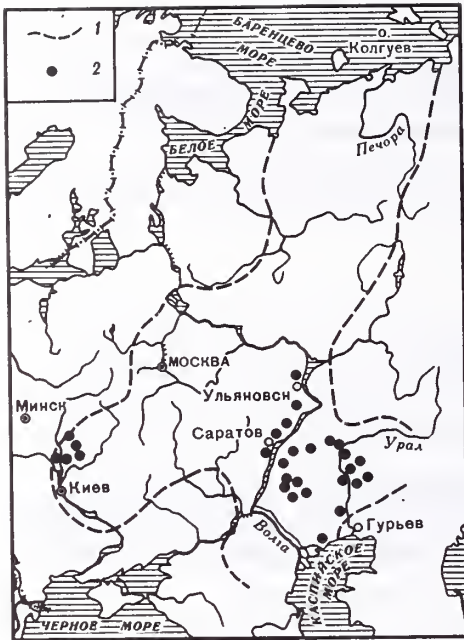 1
2
БАРЕНЦЕВО
МОРЕ
о.
Колгуев
МОРЕ
БЕЛОЕ
Печора
МОСКВА
Ульяновск
Минск
Саратов
Урал
Киев
Волга
Гурьев
КАСПИЙСКОЕ
МОРЕ
ЧЕРНОЕ МОРЕ